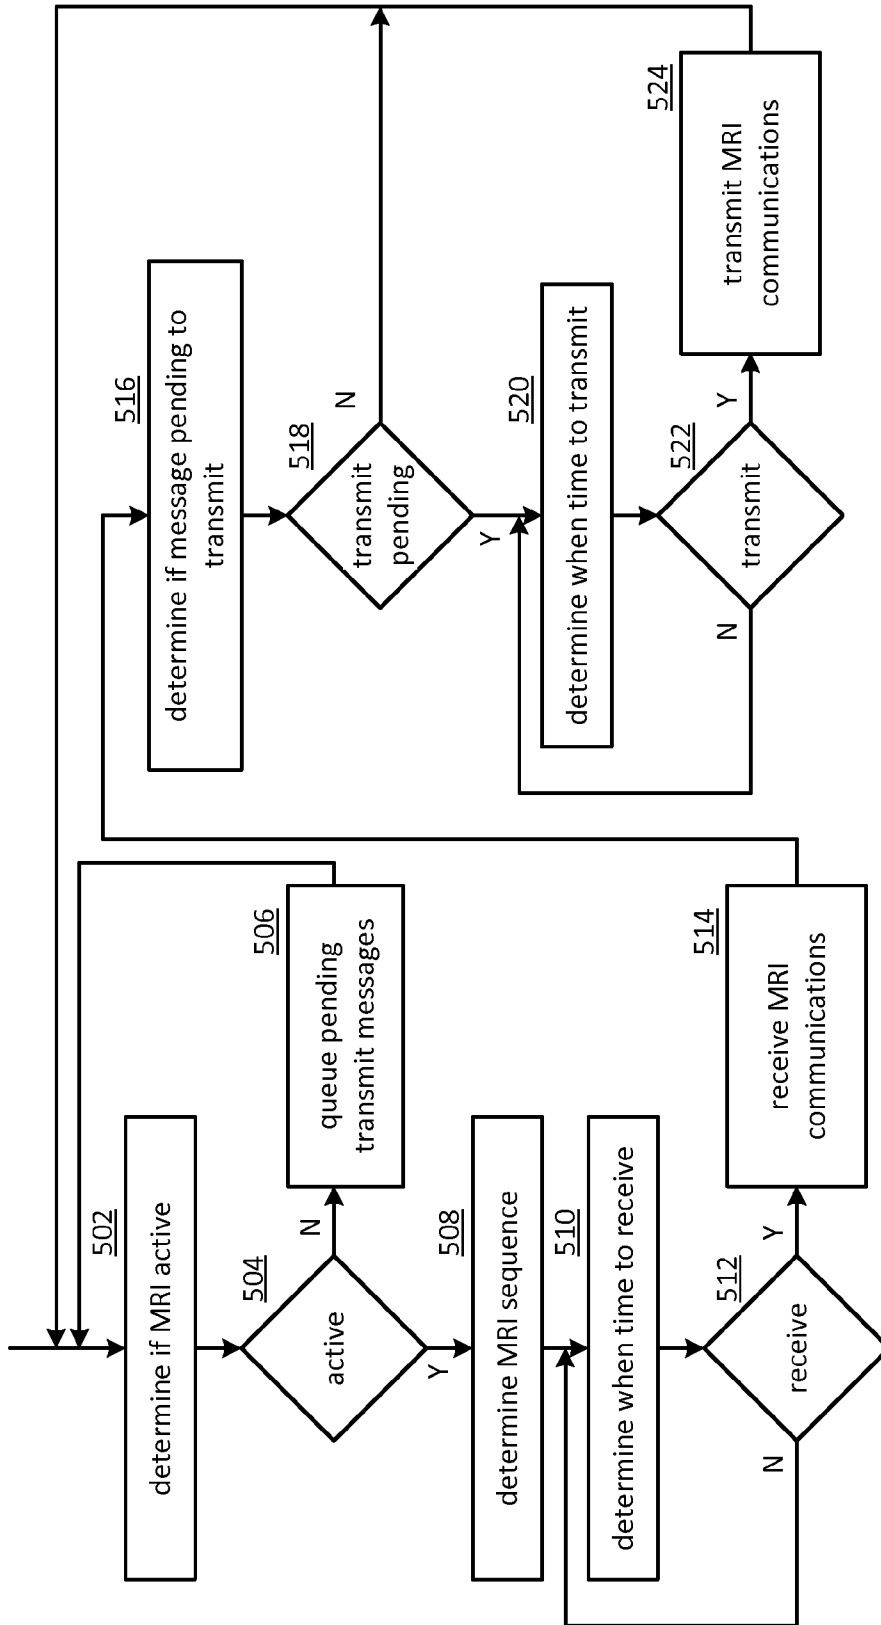 502
determine if MRI active
504
active
N
Y
506
queue pending
transmit messages
508
determine MRI sequence
510
determine when time to receive
512
receive
N
Y
514
receive MRI
communications
516
determine if message pending to
transmit
518
transmit
pending
N
Y
520
determine when time to transmit
522
transmit
N
Y
524
transmit MRI
communications